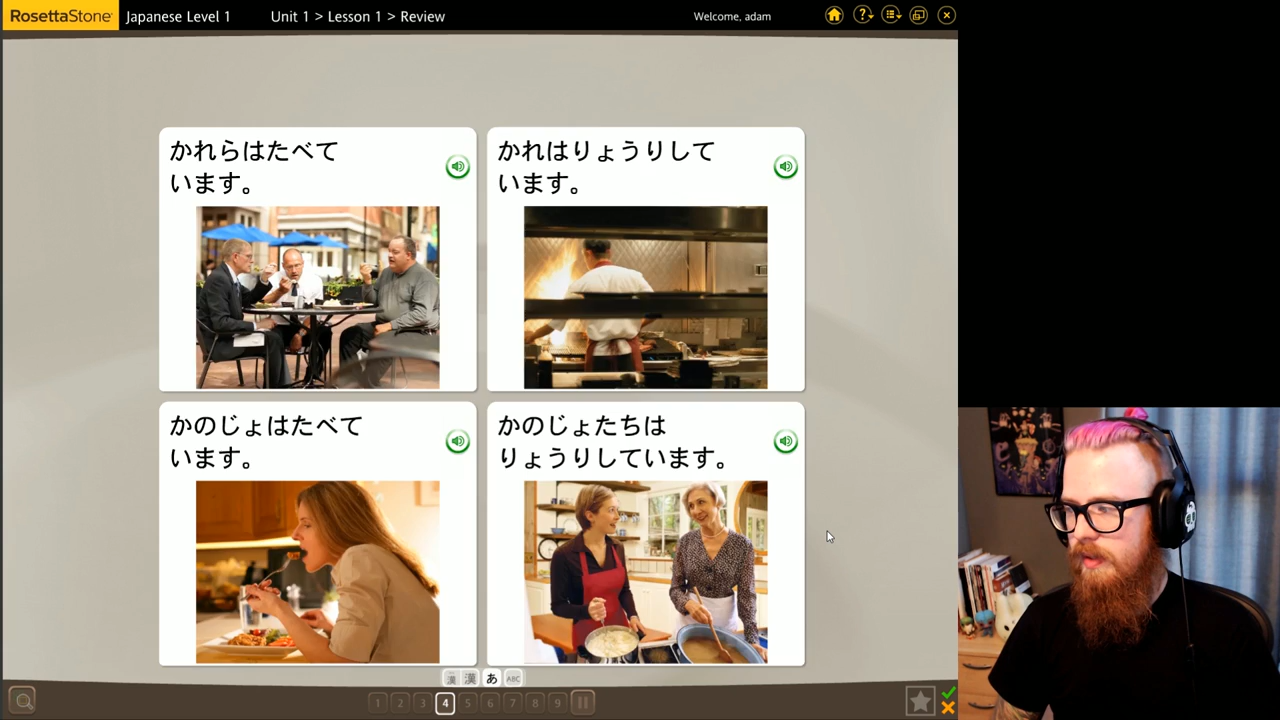 RosettaStone
Japanese Level 1
Unit 1 > Lesson 1 > Review
Welcome, adam
かれらはたべて
います。
かれはりょうりして
います。
かのじょはたべて
います。
かのじょたちは
りょうりしています。
漢 漢 あ ABC
1 2 3 4 5 6 7 8 9